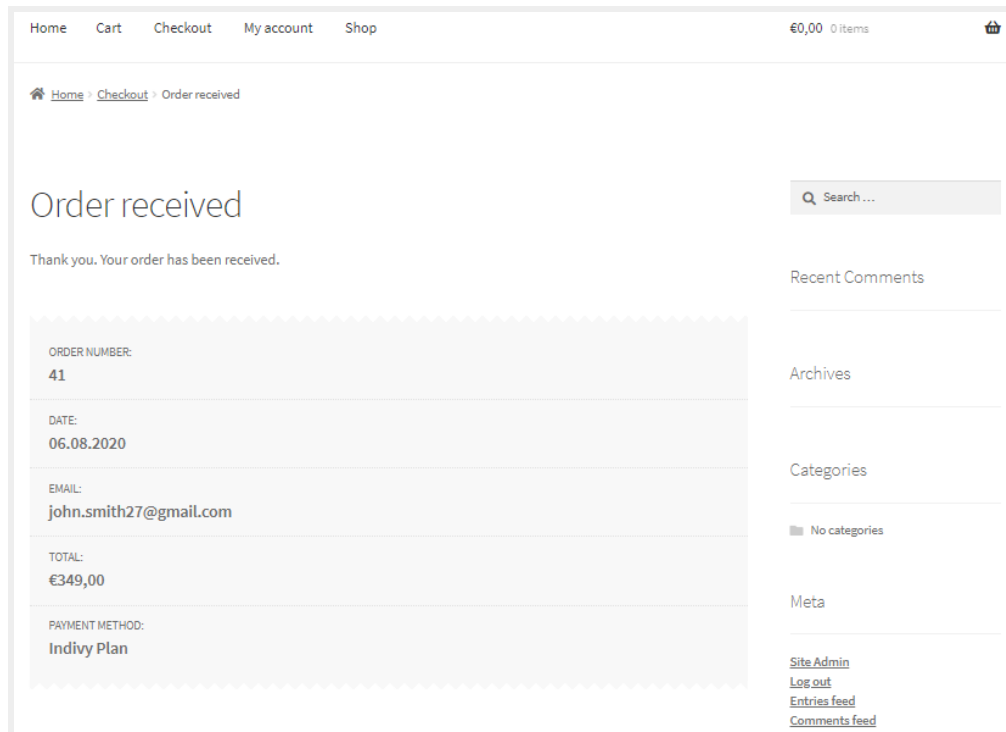 Home Cart Checkout My account Shop €0,00 0 items
Home › Checkout › Order received
Order received
Thank you. Your order has been received.
ORDER NUMBER:
41
DATE:
06.08.2020
EMAIL:
john.smith27@gmail.com
TOTAL:
€349,00
PAYMENT METHOD:
Indivy Plan
Search …
Recent Comments
Archives
Categories
No categories
Meta
Site Admin
Log out
Entries feed
Comments feed